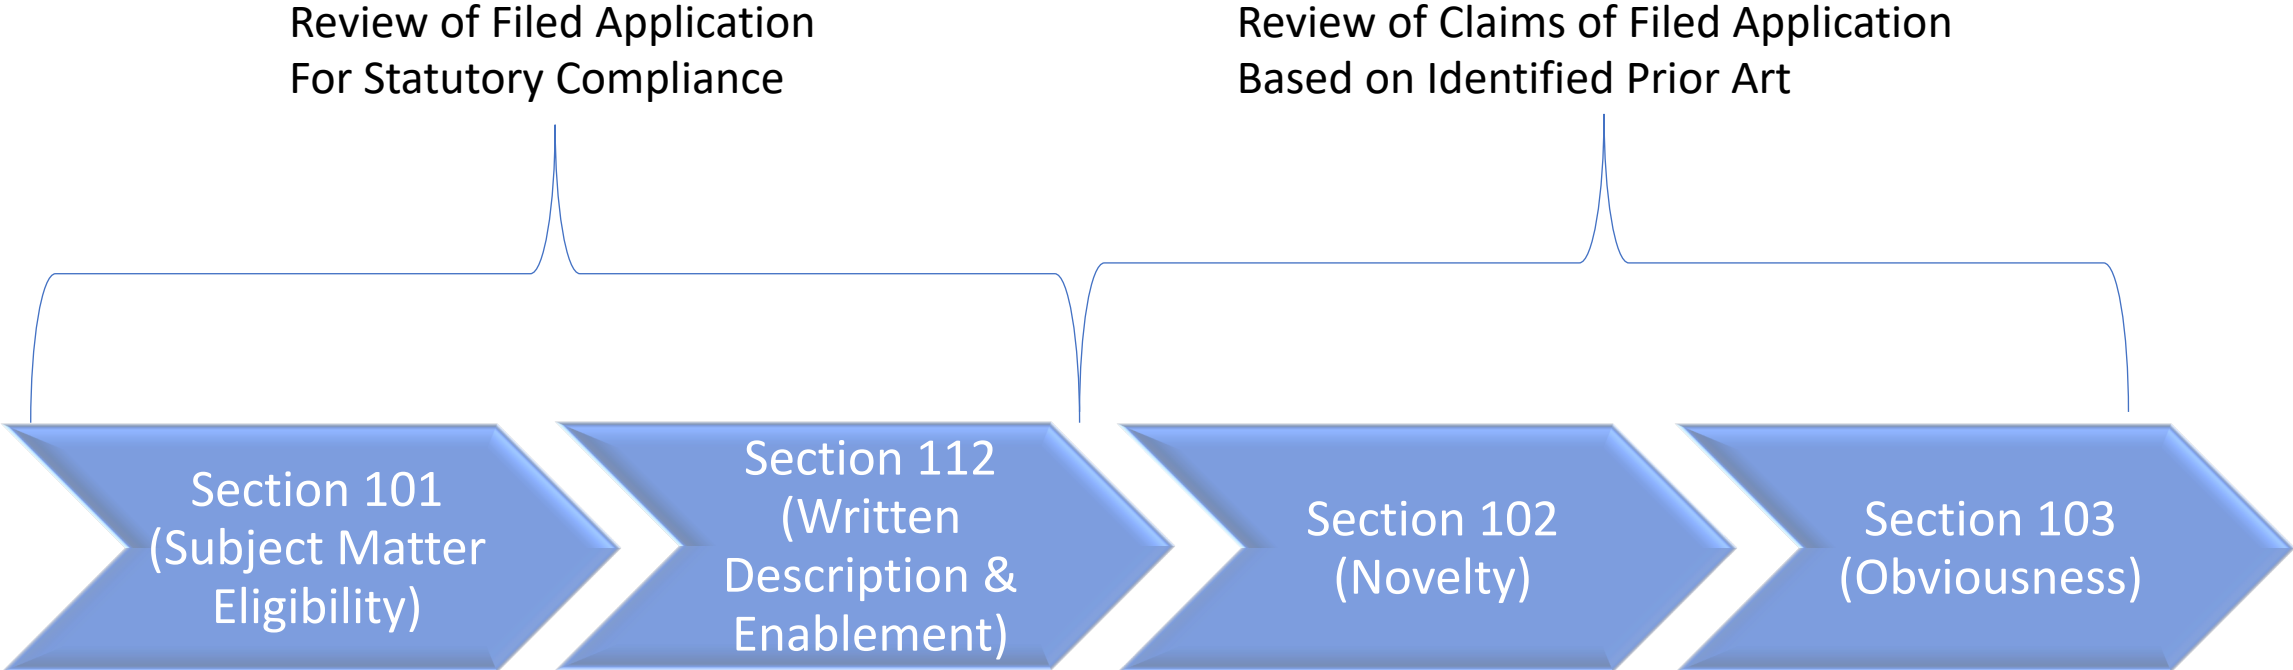 Review of Filed Application
For Statutory Compliance
Review of Claims of Filed Application
Based on Identified Prior Art
Section 101
(Subject Matter
Eligibility)
Section 112
(Written
Description &
Enablement)
Section 102
(Novelty)
Section 103
(Obviousness)